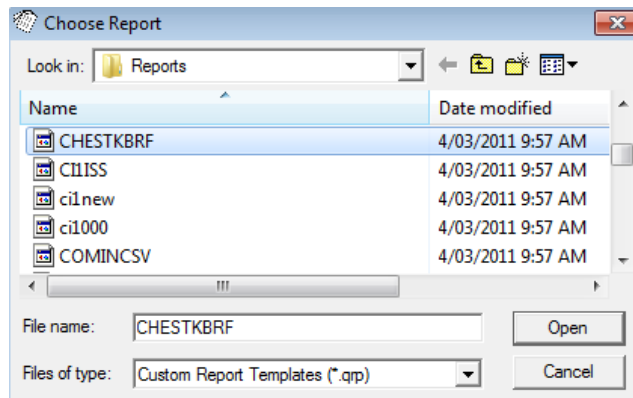 Choose Report
Look in: Reports
Name Date modified
CHESTKBRF 4/03/2011 9:57 AM
CI1ISS 4/03/2011 9:57 AM
ci1new 4/03/2011 9:57 AM
ci1000 4/03/2011 9:57 AM
COMINCSV 4/03/2011 9:57 AM
File name: CHESTKBRF Open
Files of type: Custom Report Templates (*.qrp) Cancel